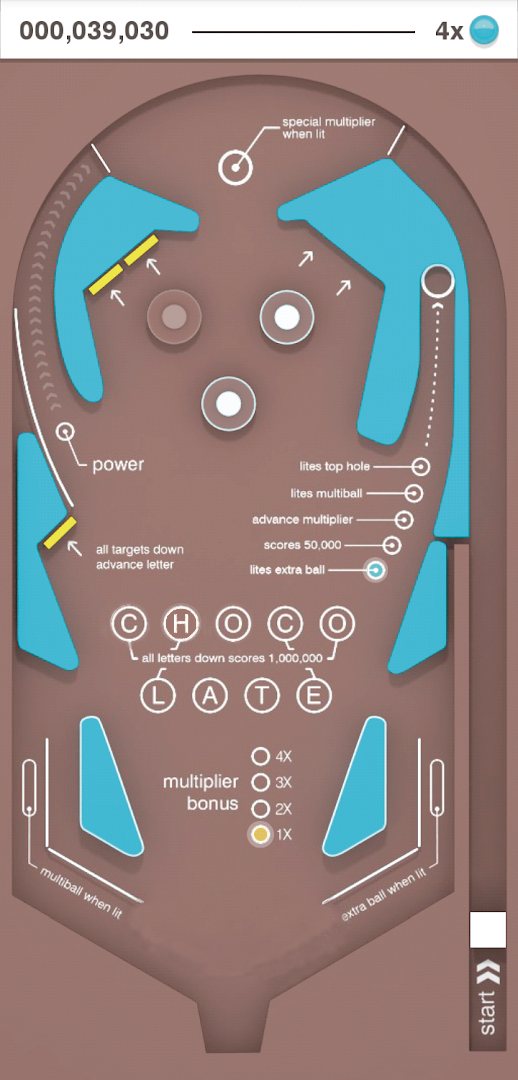 000,039,030
4x
special multiplier
when lit
power
lites top hole
lites multiball
advance multiplier
scores 50,000
lites extra ball
all targets down
advance letter
C H O C O
all letters down scores 1,000,000
L A T E
multiplier
bonus
4X
3X
2X
1X
multiball when lit
extra ball when lit
start